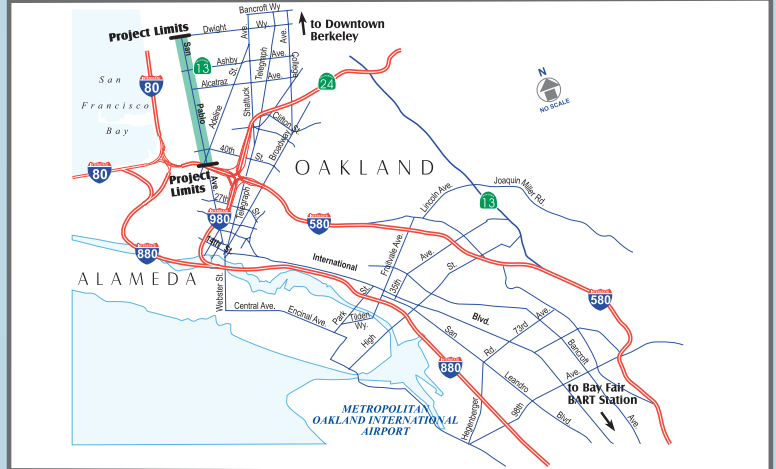 Bancroft Wy
Project Limits
Dwight Wy.
to Downtown
Berkeley
Ave.
Ave.
San
Pablo
Ave.
13
Ashby Ave.
St.
Telegraph
College
Alcatraz Ave.
Shattuck
Adeline
24
80
San
Francisco
Bay
N
NO SCALE
Clifton St.
Broadway
40th St.
OAKLAND
80
Project
Limits
27th St.
Telegraph
980
580
13
Lincoln Ave.
Joaquin Miller Rd.
14th St.
880
International Blvd.
Fruitvale Ave.
35th Ave.
High St.
ALAMEDA
Webster St.
Central Ave.
Encinal Ave.
Park St.
Tilden
Wy.
580
San
Leandro
Blvd.
73rd Ave.
Bancroft
Ave.
Hegenberger
Rd.
98th Ave.
880
to Bay Fair
BART Station
METROPOLITAN
OAKLAND INTERNATIONAL
AIRPORT